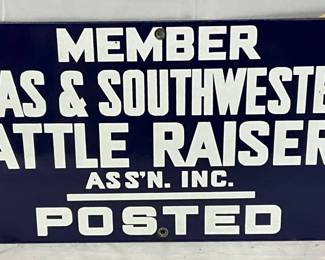 MEMBER
AS & SOUTHWESTE
ATTLE RAISER
ASS'N. INC.
POSTED